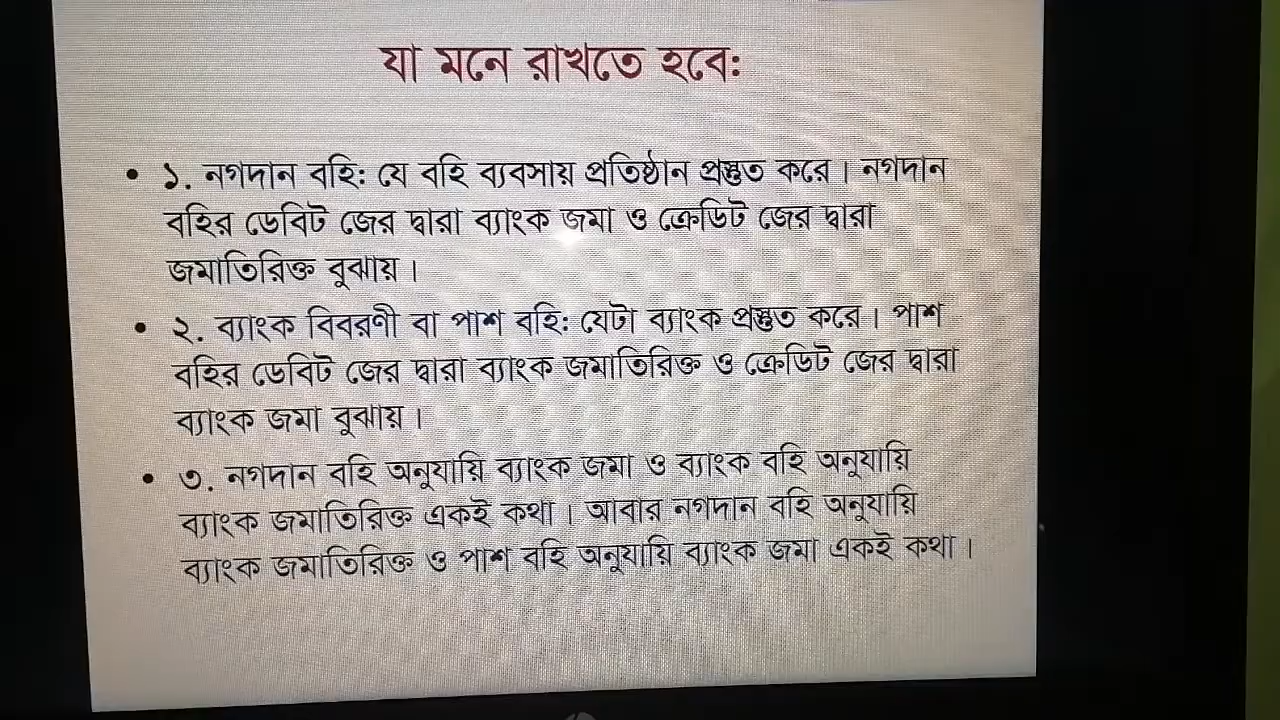 যা মনে রাখতে হবেঃ
• ১. নগদান বহিঃ যে বহি ব্যবসায় প্রতিষ্ঠান প্রস্তুত করে। নগদান
বহির ডেবিট জের দ্বারা ব্যাংক জমা ও ক্রেডিট জের দ্বারা
জমাতিরিক্ত বুঝায়।
• ২. ব্যাংক বিবরণী বা পাশ বহিঃ যেটা ব্যাংক প্রস্তুত করে। পাশ
বহির ডেবিট জের দ্বারা ব্যাংক জমাতিরিক্ত ও ক্রেডিট জের দ্বারা
ব্যাংক জমা বুঝায়।
• ৩. নগদান বহি অনুযায়ি ব্যাংক জমা ও ব্যাংক বহি অনুযায়ি
ব্যাংক জমাতিরিক্ত একই কথা। আবার নগদান বহি অনুযায়ি
ব্যাংক জমাতিরিক্ত ও পাশ বহি অনুযায়ি ব্যাংক জমা একই কথা।